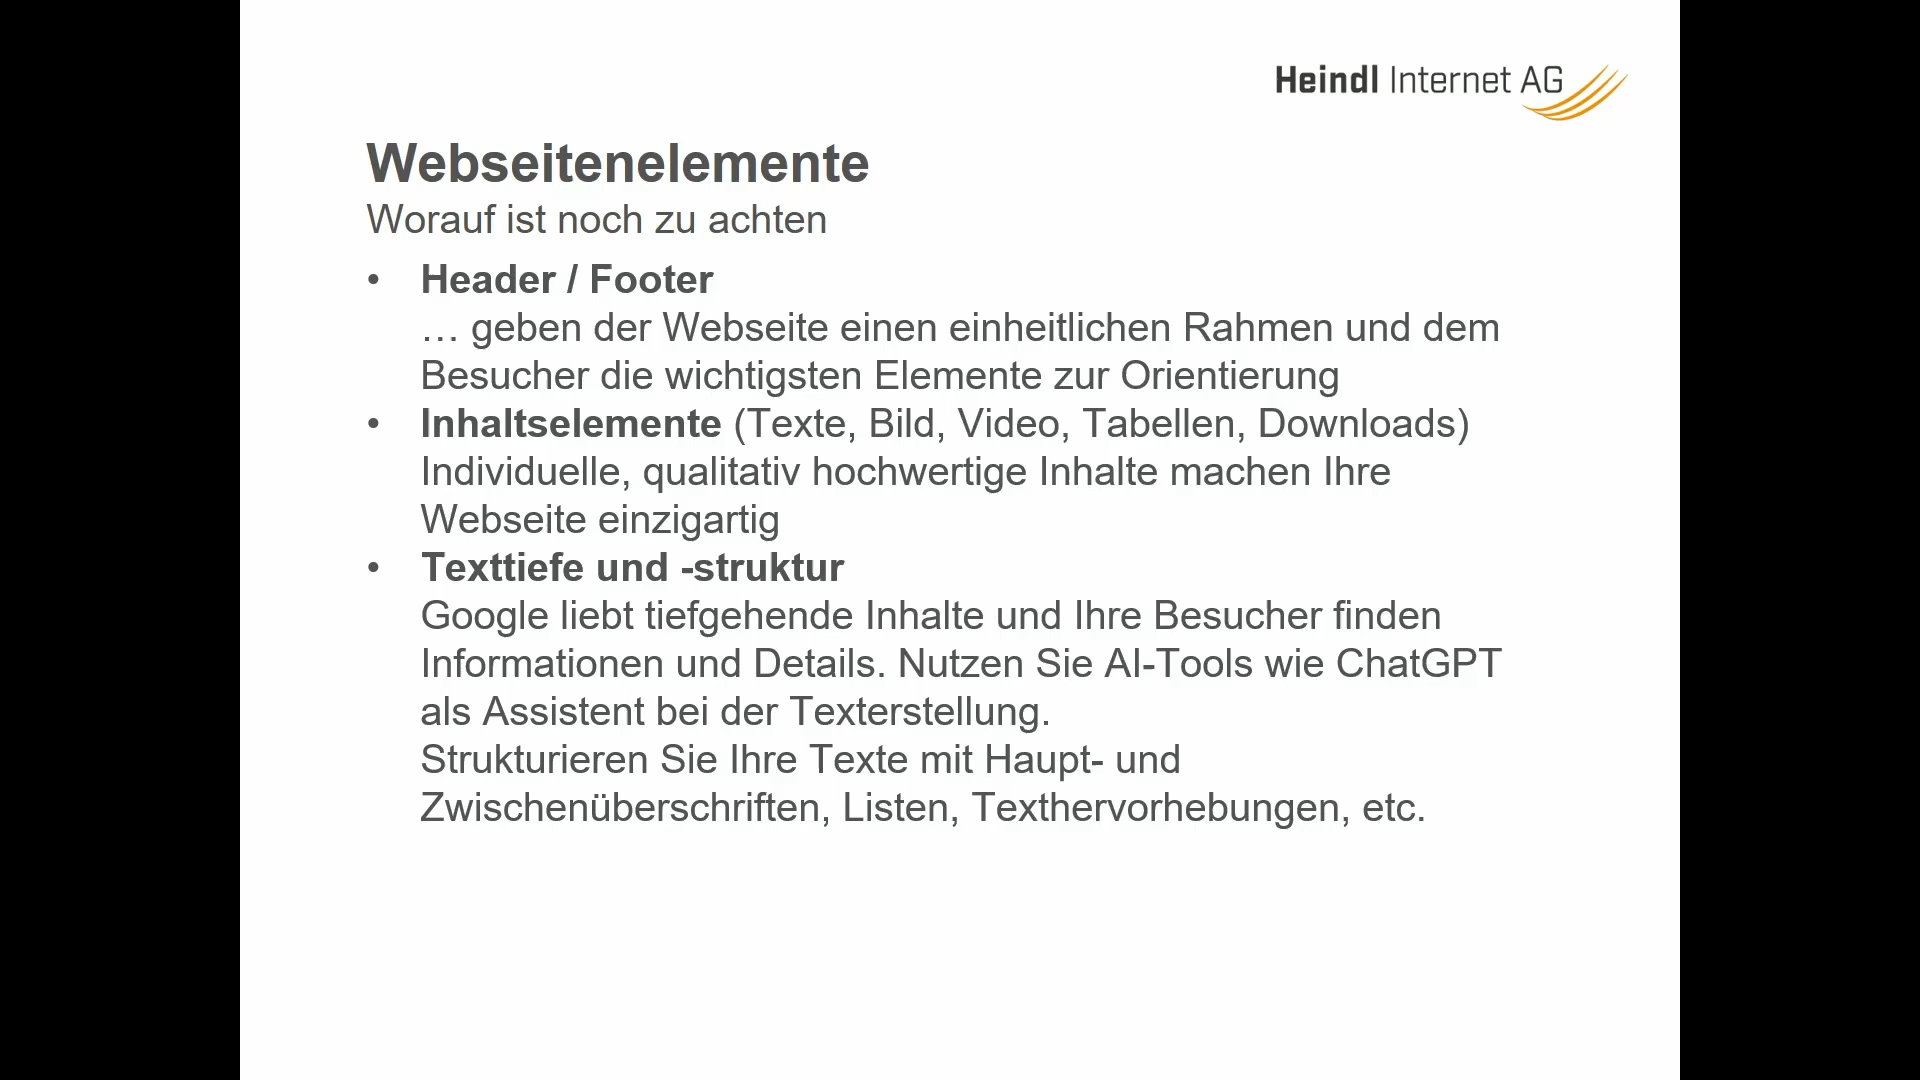 Heindl Internet AG
Webseitenelemente
Worauf ist noch zu achten
• Header / Footer
… geben der Webseite einen einheitlichen Rahmen und dem
Besucher die wichtigsten Elemente zur Orientierung
• Inhaltselemente (Texte, Bild, Video, Tabellen, Downloads)
Individuelle, qualitativ hochwertige Inhalte machen Ihre
Webseite einzigartig
• Texttiefe und -struktur
Google liebt tiefgehende Inhalte und Ihre Besucher finden
Informationen und Details. Nutzen Sie AI-Tools wie ChatGPT
als Assistent bei der Texterstellung.
Strukturieren Sie Ihre Texte mit Haupt- und
Zwischenüberschriften, Listen, Texthervorhebungen, etc.